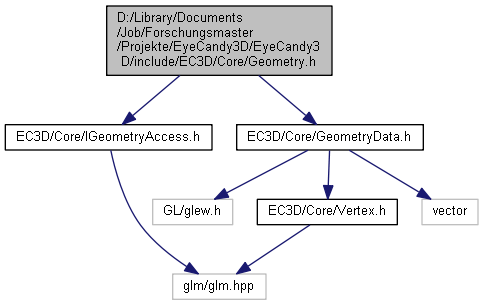 D:/Library/Documents
/Job/Forschungsmaster
/Projekte/EyeCandy3D/EyeCandy3
D/include/EC3D/Core/Geometry.h
EC3D/Core/IGeometryAccess.h
EC3D/Core/GeometryData.h
GL/glew.h
EC3D/Core/Vertex.h
vector
glm/glm.hpp